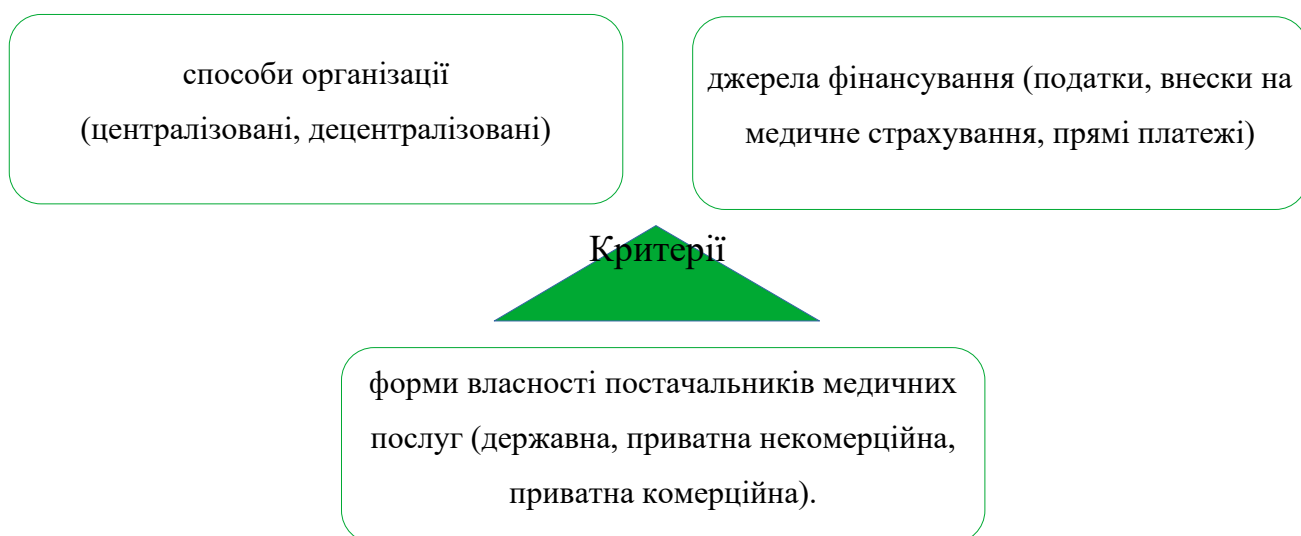 способи організації
(централізовані, децентралізовані)
джерела фінансування (податки, внески на
медичне страхування, прямі платежі)
Критерії
форми власності постачальників медичних
послуг (державна, приватна некомерційна,
приватна комерційна).